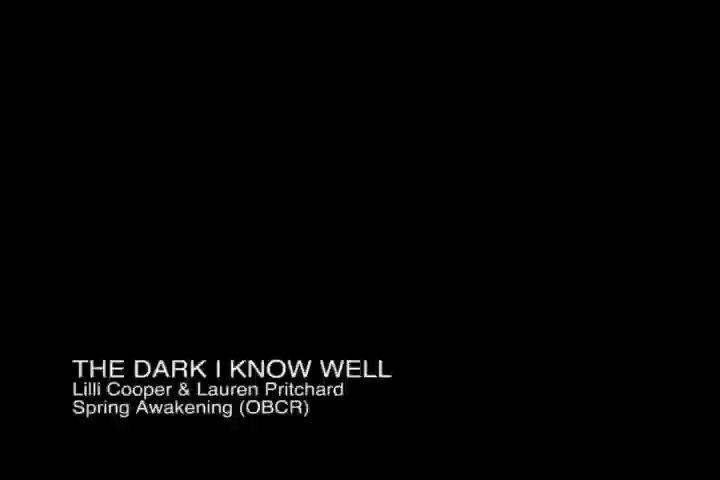 THE DARK I KNOW WELL
Lilli Cooper & Lauren Pritchard
Spring Awakening (OBCR)